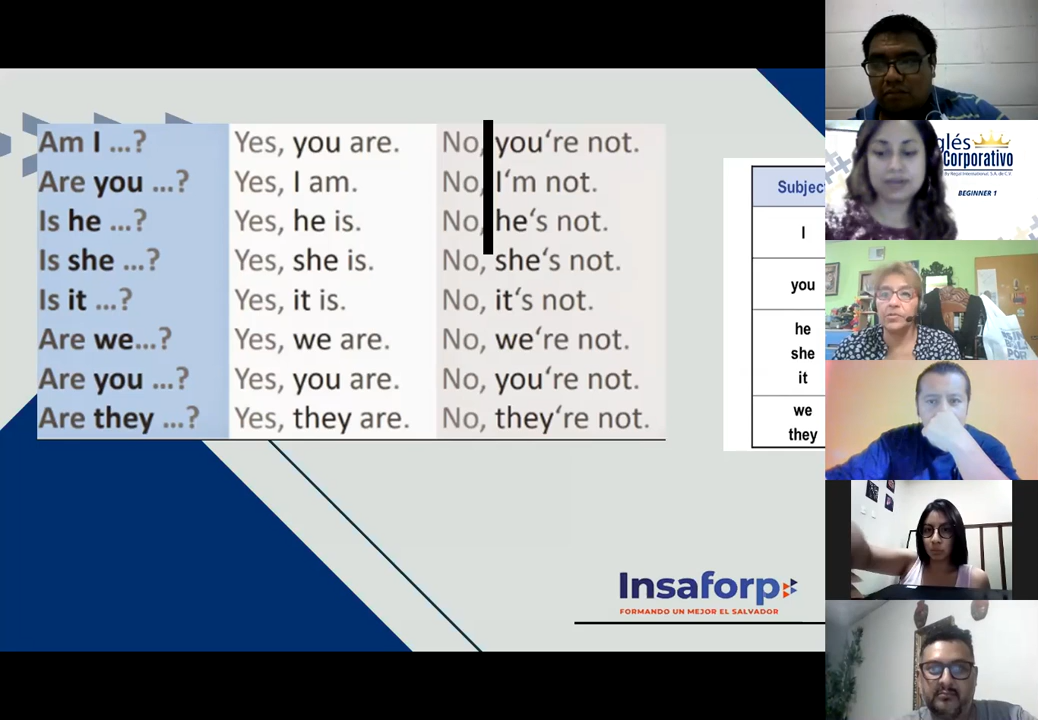 Am I ...? Yes, you are. No, you're not.
Are you ...? Yes, I am. No, I'm not.
Is he ...? Yes, he is. No, he's not.
Is she ...? Yes, she is. No, she's not.
Is it ...? Yes, it is. No, it's not.
Are we...? Yes, we are. No, we're not.
Are you ...? Yes, you are. No, you're not.
Are they ...? Yes, they are. No, they're not.
Subjec
I
you
he
she
it
we
they
Insaforp
FORMANDO UN MEJOR EL SALVADOR
glés
Corporativo
BEGINNER 1